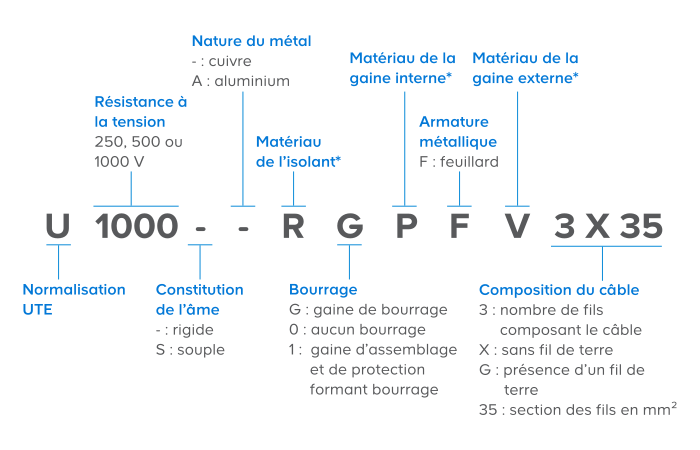 Nature du métal
- : cuivre
A : aluminium
Matériau de la
gaine interne*
Matériau de la
gaine externe*
Résistance à
la tension
250, 500 ou
1000 V
Matériau
de l'isolant*
Armature
métallique
F : feuillard
U 1000 - - R G P F V 3 X 35
Normalisation
UTE
Constitution
de l'âme
- : rigide
S : souple
Bourrage
G : gaine de bourrage
0 : aucun bourrage
1 : gaine d'assemblage
et de protection
formant bourrage
Composition du câble
3 : nombre de fils
composant le câble
X : sans fil de terre
G : présence d'un fil de
terre
35 : section des fils en mm²